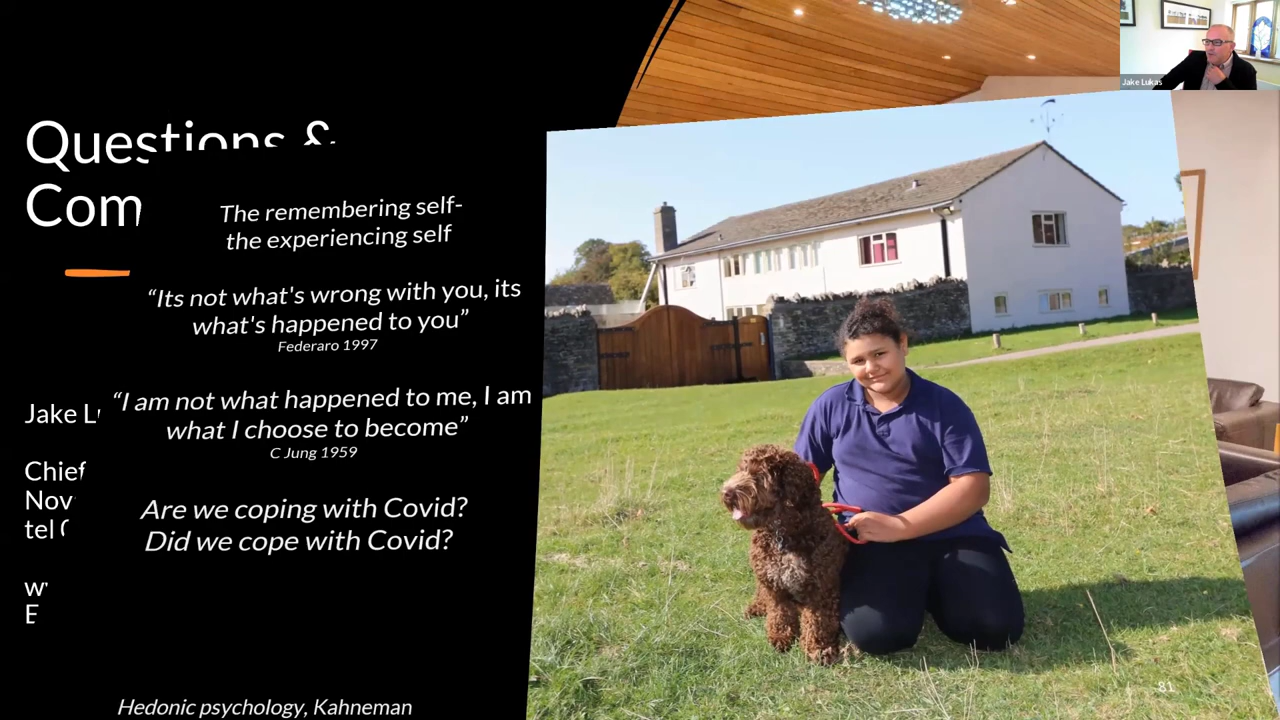 Questions &
Com
The remembering self-
the experiencing self
“Its not what's wrong with you, its
what's happened to you”
Federaro 1997
“I am not what happened to me, I am
what I choose to become”
C Jung 1959
Are we coping with Covid?
Did we cope with Covid?
Jake L
Chief
Nov
tel
w
E
Hedonic psychology, Kahneman
81
Jake Lukas